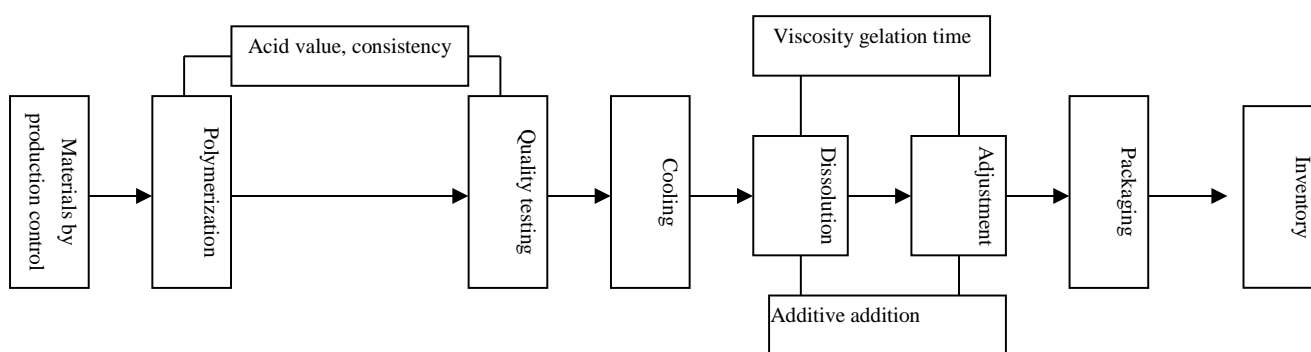 Acid value, consistency
Viscosity gelation time
Materials by
production control
Polymerization
Quality testing
Cooling
Dissolution
Adjustment
Packaging
Inventory
Additive addition